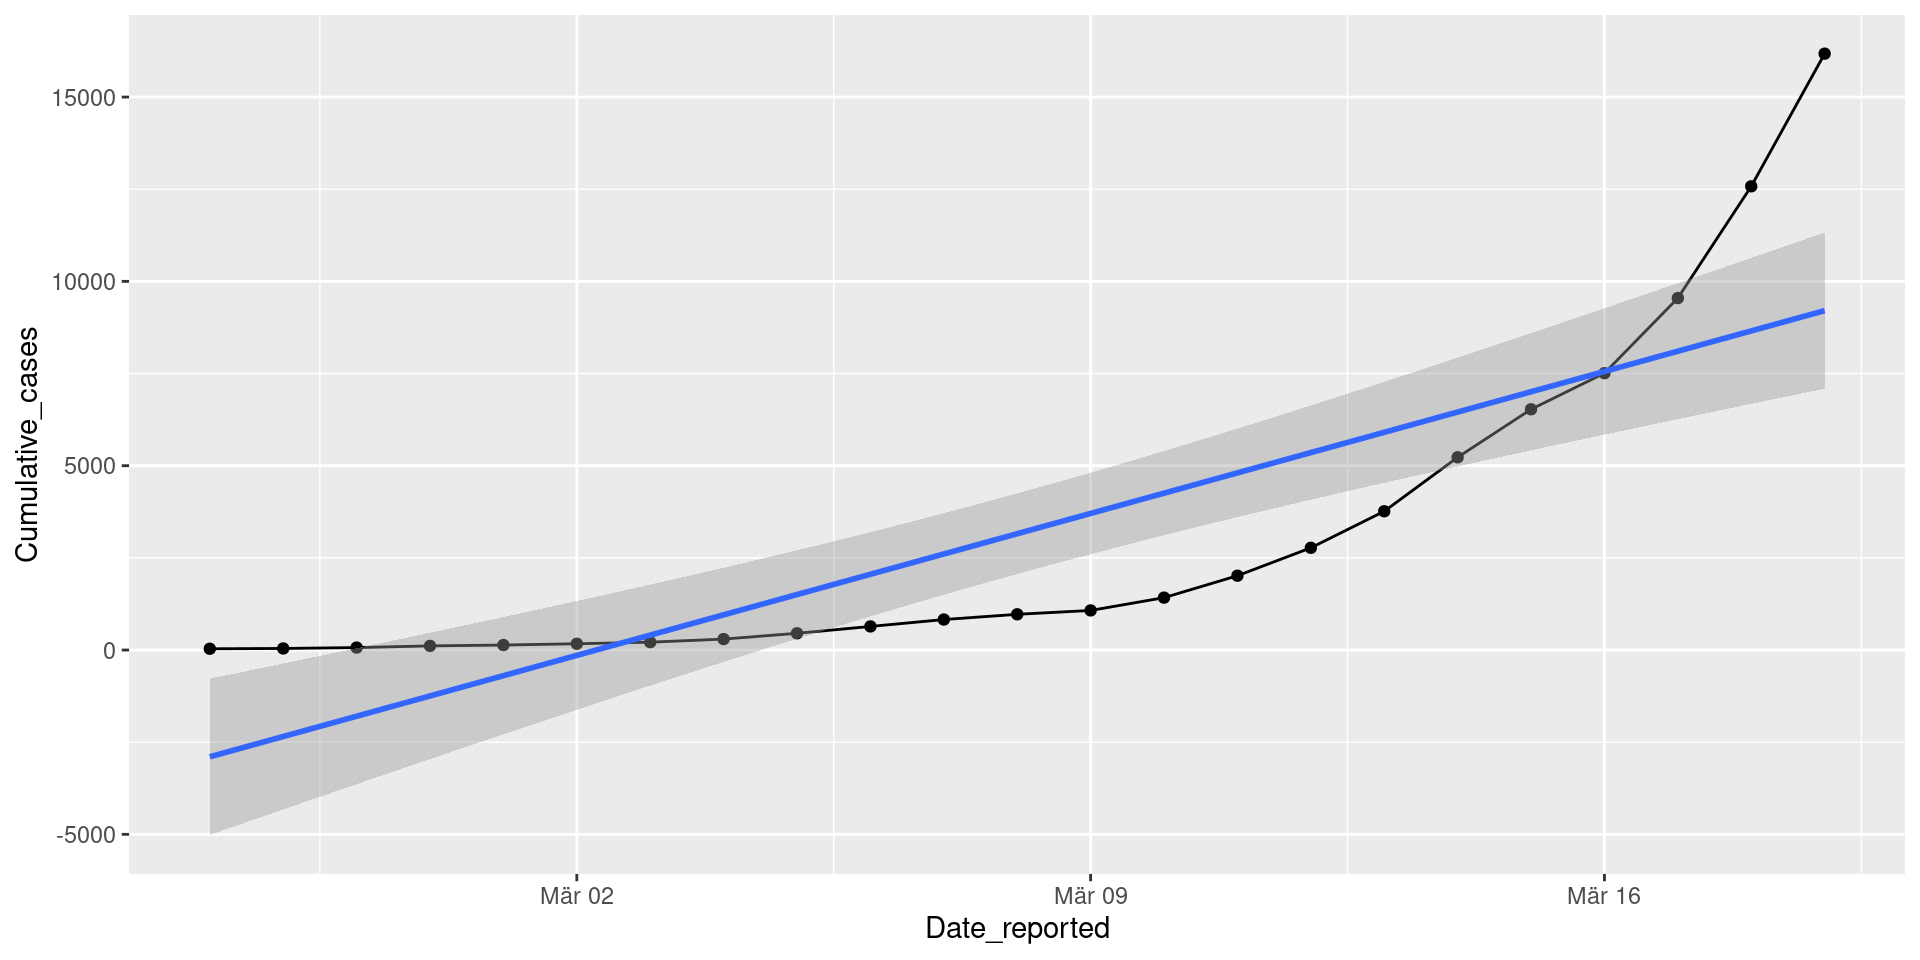 15000
10000
5000
0
-5000
Cumulative_cases
Mär 02
Mär 09
Mär 16
Date_reported